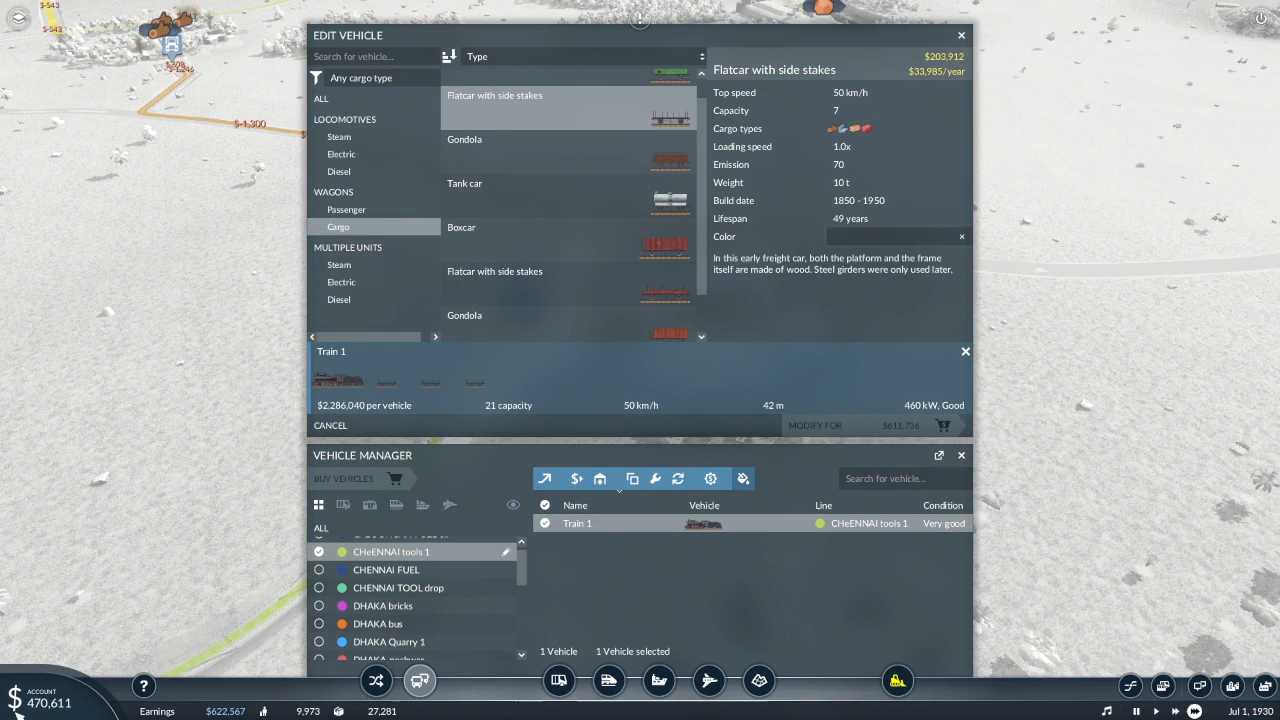 $-543
$-543
$-1,246
$-1,300
EDIT VEHICLE
Search for vehicle...
Type
Any cargo type
ALL
LOCOMOTIVES
Steam
Electric
Diesel
WAGONS
Passenger
Cargo
MULTIPLE UNITS
Steam
Electric
Diesel
Flatcar with side stakes
Gondola
Tank car
Boxcar
Flatcar with side stakes
Gondola
Flatcar with side stakes
$203,912
$33,985/year
Top speed 50 km/h
Capacity 7
Cargo types
Loading speed 1.0x
Emission 70
Weight 10 t
Build date 1850 - 1950
Lifespan 49 years
Color
In this early freight car, both the platform and the frame
itself are made of wood. Steel girders were only used later.
Train 1
$2,286,040 per vehicle 21 capacity 50 km/h 42 m 460 kW, Good
CANCEL
MODIFY FOR $611,736
VEHICLE MANAGER
BUY VEHICLES
Search for vehicle...
ALL
CHeENNAI tools 1
CHENNAI FUEL
CHENNAI TOOL drop
DHAKA bricks
DHAKA bus
DHAKA Quarry 1
Name Vehicle Line Condition
Train 1 CHeENNAI tools 1 Very good
1 Vehicle 1 Vehicle selected
$ ACCOUNT
470,611
?
Earnings $622,567 9,973 27,281
Jul 1, 1930